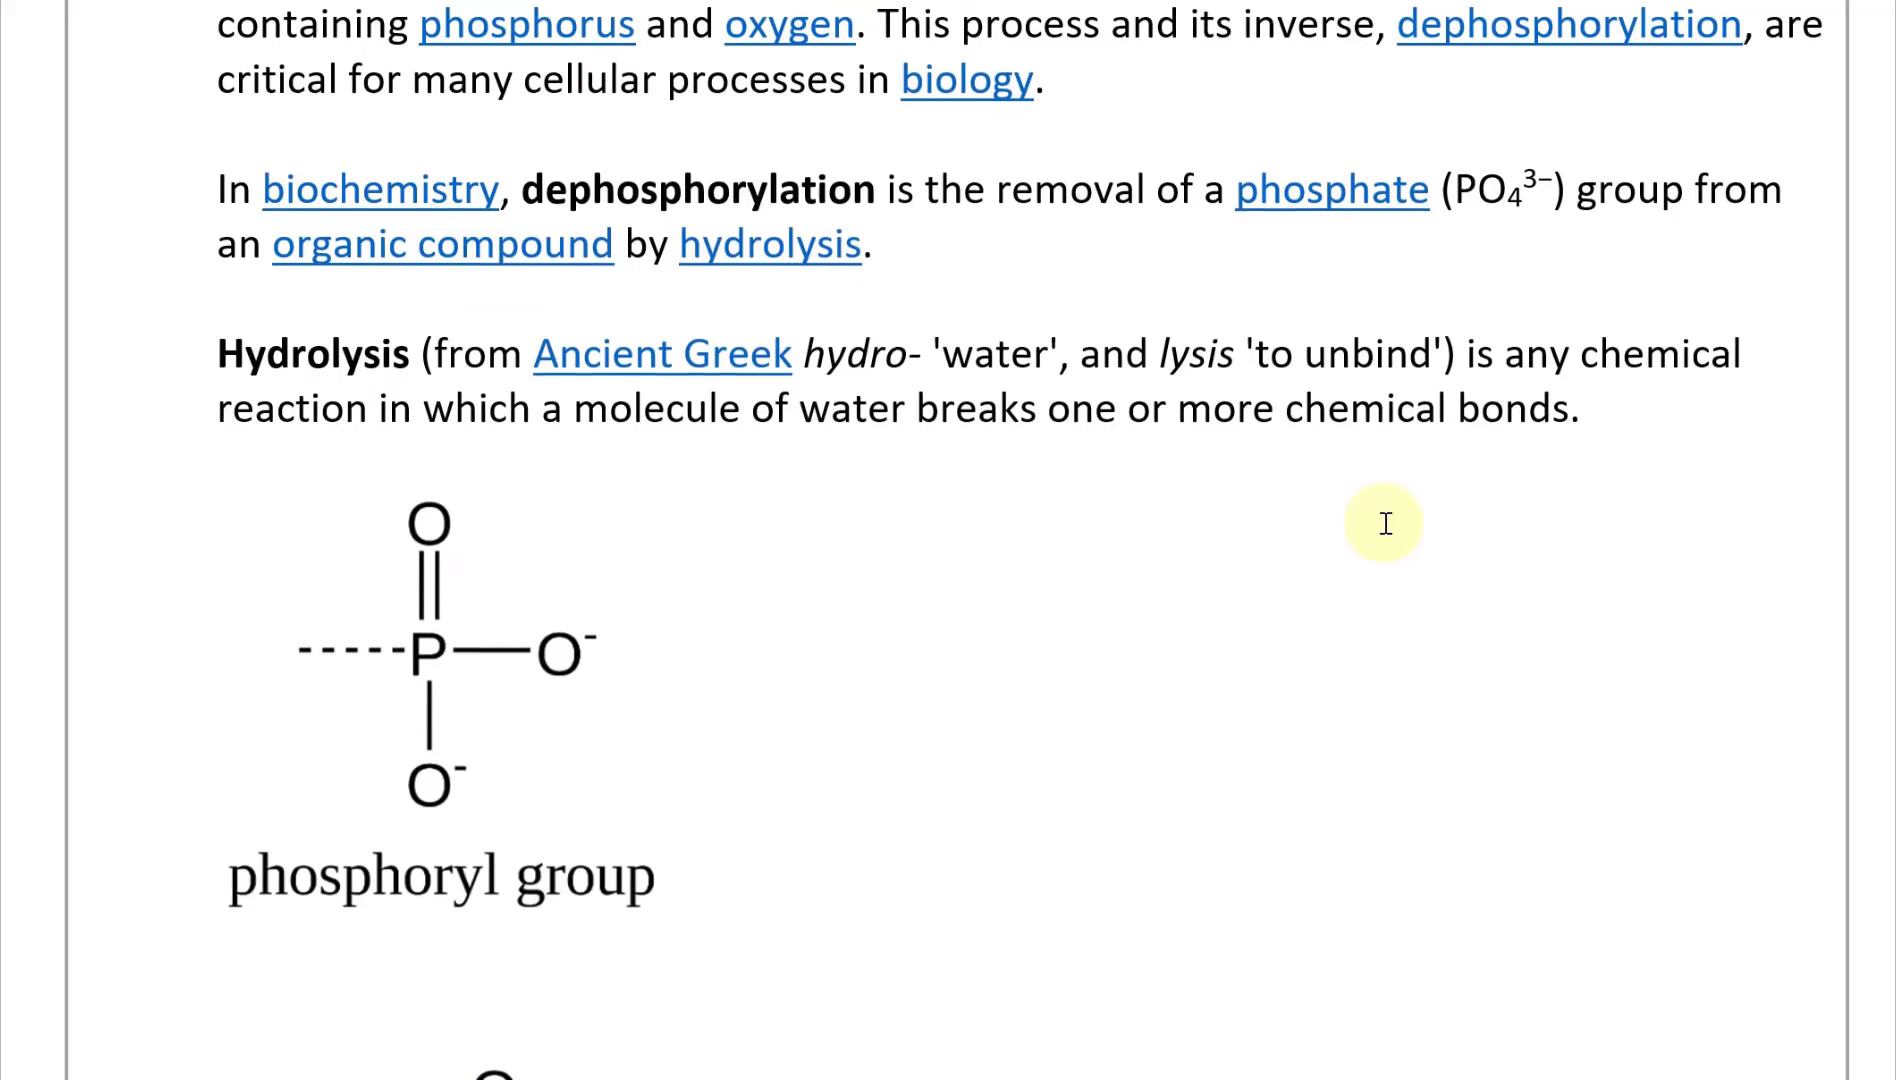 containing phosphorus and oxygen. This process and its inverse, dephosphorylation, are
critical for many cellular processes in biology.
In biochemistry, dephosphorylation is the removal of a phosphate (PO₄³⁻) group from
an organic compound by hydrolysis.
Hydrolysis (from Ancient Greek hydro- 'water', and lysis 'to unbind') is any chemical
reaction in which a molecule of water breaks one or more chemical bonds.
O
P O⁻
O⁻
phosphoryl group